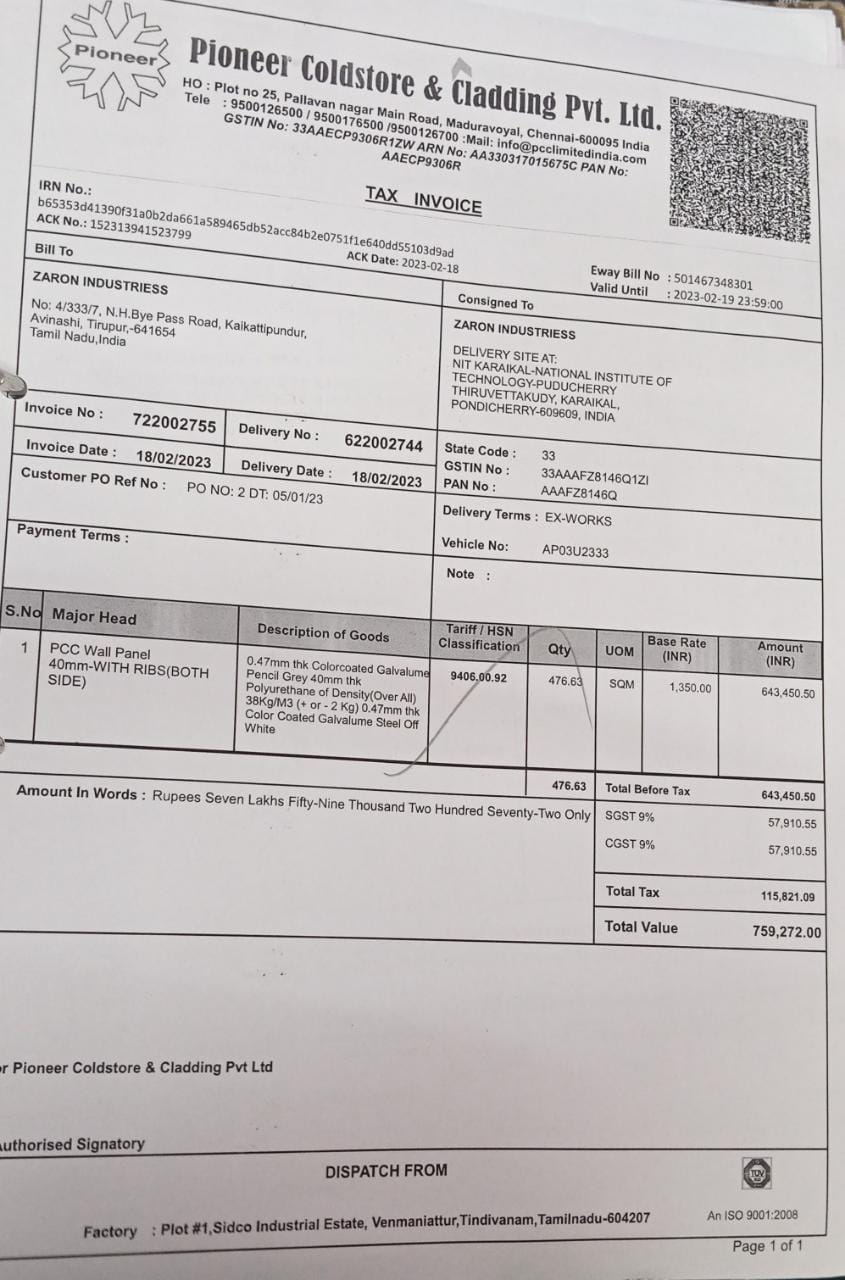 Pioneer
Pioneer Coldstore & Cladding Pvt. Ltd.
HO : Plot no 25, Pallavan nagar Main Road, Maduravoyal, Chennai-600095 India
Tele : 9500126500 / 9500176500 /9500126700 :Mail: info@pcclimitedindia.com
GSTIN No: 33AAECP9306R1ZW ARN No: AA330317015675C PAN No:
AAECP9306R
TAX INVOICE
IRN No.:
b65353d41390f31a0b2da661a589465db52acc84b2e0751f1e640dd55103d9ad
ACK No.: 152313941523799
ACK Date: 2023-02-18
Eway Bill No : 501467348301
Valid Until : 2023-02-19 23:59:00
Bill To
ZARON INDUSTRIESS
No: 4/333/7, N.H.Bye Pass Road, Kaikattipundur,
Avinashi, Tirupur,-641654
Tamil Nadu,India
Consigned To
ZARON INDUSTRIESS
DELIVERY SITE AT:
NIT KARAIKAL-NATIONAL INSTITUTE OF
TECHNOLOGY-PUDUCHERRY
THIRUVETTAKUDY, KARAIKAL,
PONDICHERRY-609609, INDIA
Invoice No : 722002755 Delivery No : 622002744
Invoice Date : 18/02/2023 Delivery Date : 18/02/2023
Customer PO Ref No : PO NO: 2 DT: 05/01/23
Payment Terms :
State Code : 33
GSTIN No : 33AAAFZ8146Q1ZI
PAN No : AAAFZ8146Q
Delivery Terms : EX-WORKS
Vehicle No: AP03U2333
Note :
S.No Major Head Description of Goods Tariff / HSN Classification Qty UOM Base Rate (INR) Amount (INR)
1 PCC Wall Panel
40mm-WITH RIBS(BOTH
SIDE)
0.47mm thk Colorcoated Galvalume
Pencil Grey 40mm thk
Polyurethane of Density(Over All)
38Kg/M3 (+ or - 2 Kg) 0.47mm thk
Color Coated Galvalume Steel Off
White
9406.00.92 476.63 SQM 1,350.00 643,450.50
476.63 Total Before Tax 643,450.50
Amount In Words : Rupees Seven Lakhs Fifty-Nine Thousand Two Hundred Seventy-Two Only
SGST 9% 57,910.55
CGST 9% 57,910.55
Total Tax 115,821.09
Total Value 759,272.00
r Pioneer Coldstore & Cladding Pvt Ltd
uthorised Signatory
DISPATCH FROM
TUV
Factory : Plot #1,Sidco Industrial Estate, Venmaniattur,Tindivanam,Tamilnadu-604207
An ISO 9001:2008
Page 1 of 1